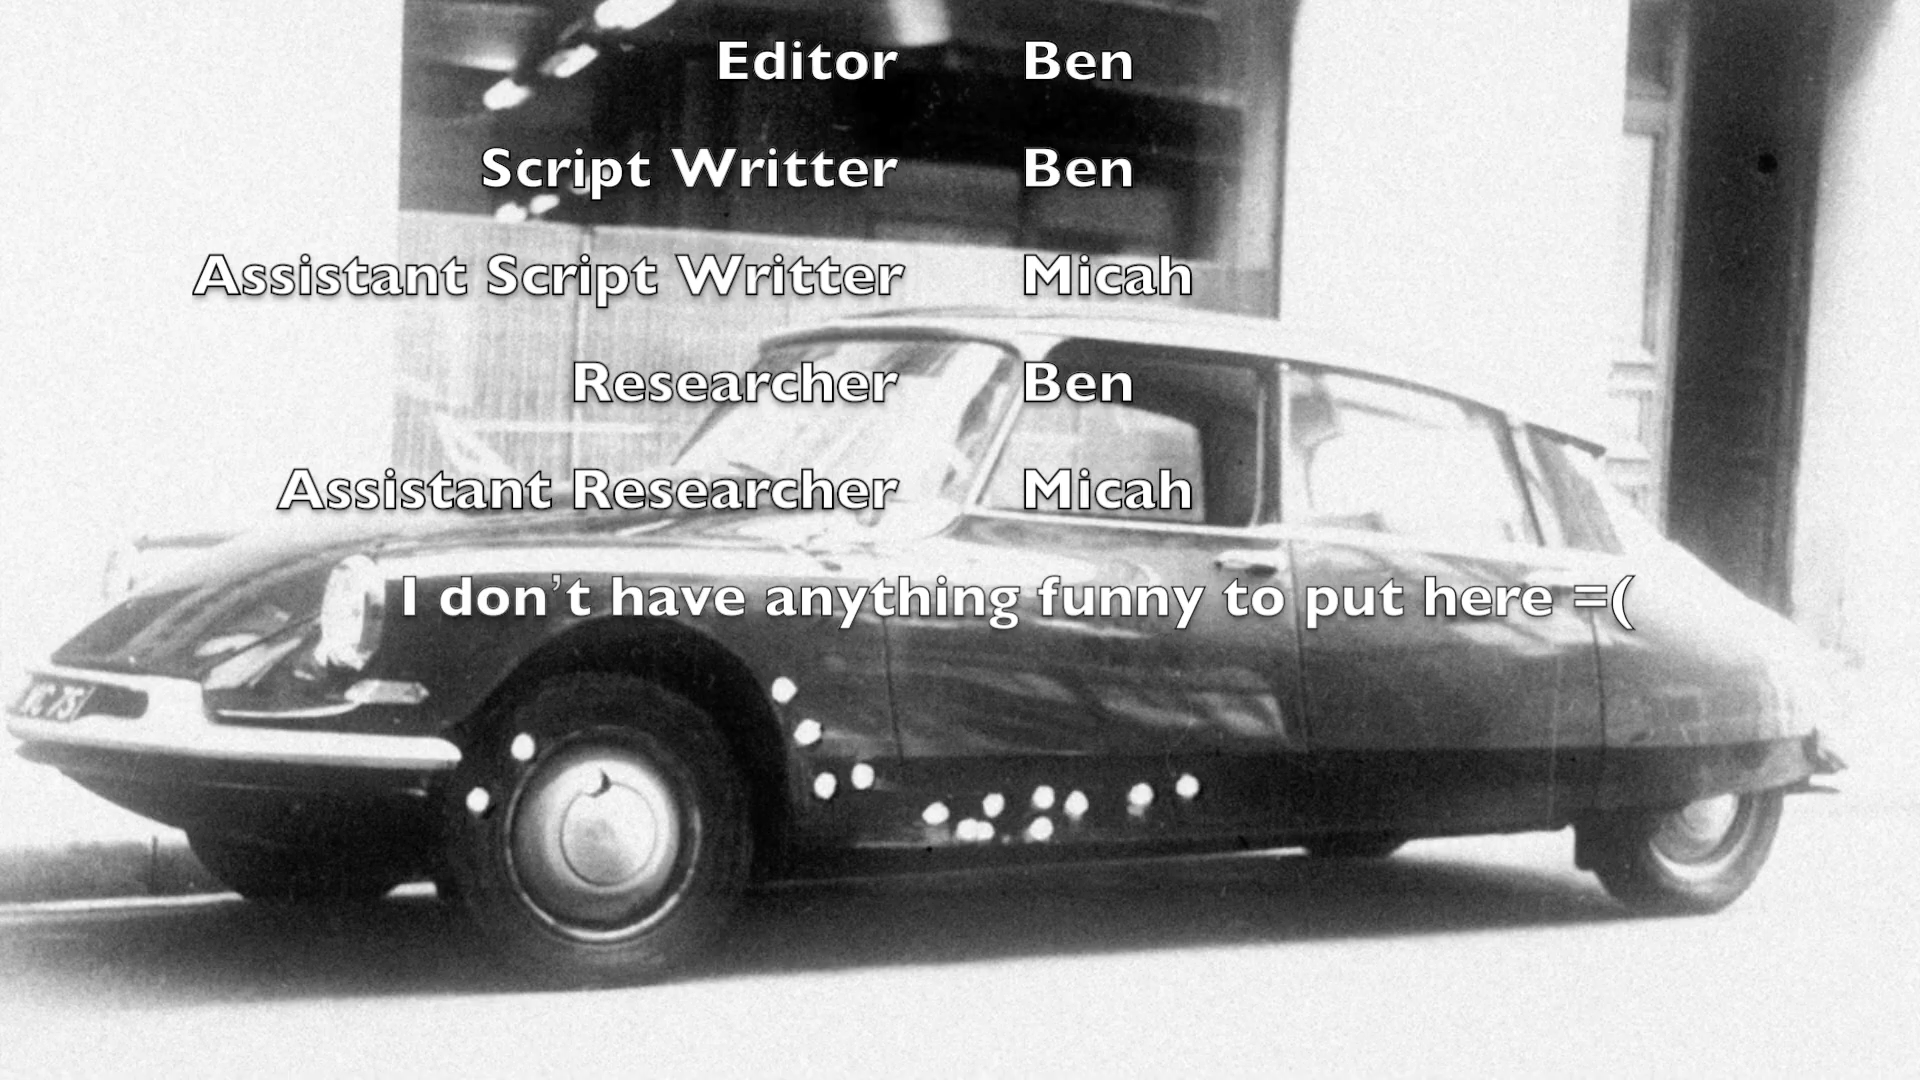 Editor Ben
Script Writter Ben
Assistant Script Writter Micah
Researcher Ben
Assistant Researcher Micah
I don’t have anything funny to put here =(